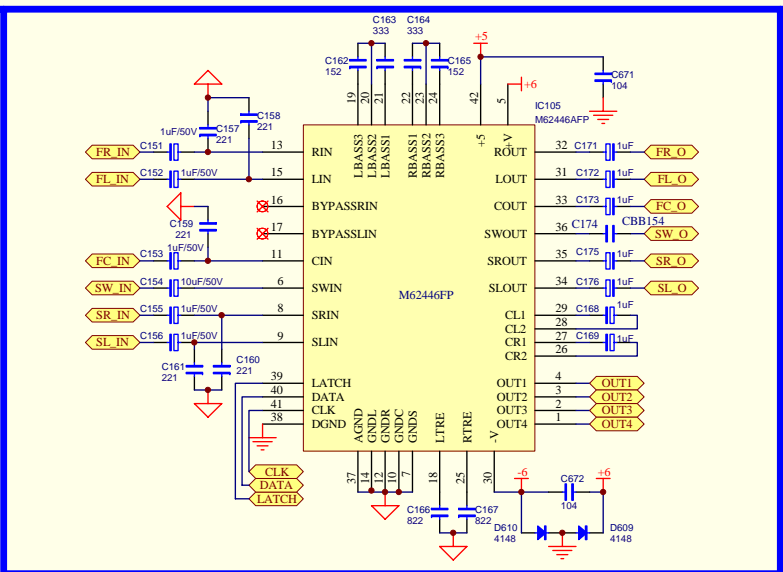 C163 C164
333 333
+5
C162
152
C165
152
C671
104
+6
19 20 21 22 23 24 42 5
IC105
M62446AFP
LBASS3 LBASS2 LBASS1 RBASS1 RBASS2 RBASS3 +5 +V
C158
221
1uF/50V
C157
221
FR_IN C151 13 RIN
ROUT 32 C171 1uF FR_O
FL_IN C152 1uF/50V 15 LIN
LOUT 31 C172 1uF FL_O
16 BYPASSRIN
COUT 33 C173 1uF FC_O
C159
221
17 BYPASSLIN
SWOUT 36 C174 CBB154 SW_O
1uF/50V
FC_IN C153 11 CIN
SROUT 35 C175 1uF SR_O
SW_IN C154 10uF/50V 6 SWIN
SLOUT 34 C176 1uF SL_O
M62446FP
SR_IN C155 1uF/50V 8 SRIN
CL1 29 C168 1uF
CL2 28
SL_IN C156 1uF/50V 9 SLIN
CR1 27 C169 1uF
CR2 26
C161
221
C160
221
39 LATCH
OUT1 4 OUT1
40 DATA
OUT2 3 OUT2
41 CLK
OUT3 2 OUT3
38 DGND
OUT4 1 OUT4
AGND GNDL GNDR GNDC GNDS LTRE RTRE -V
37 14 12 10 7 18 25 30
CLK
DATA
LATCH
-6 C672 +6
104
C166
822
C167
822
D610
4148
D609
4148